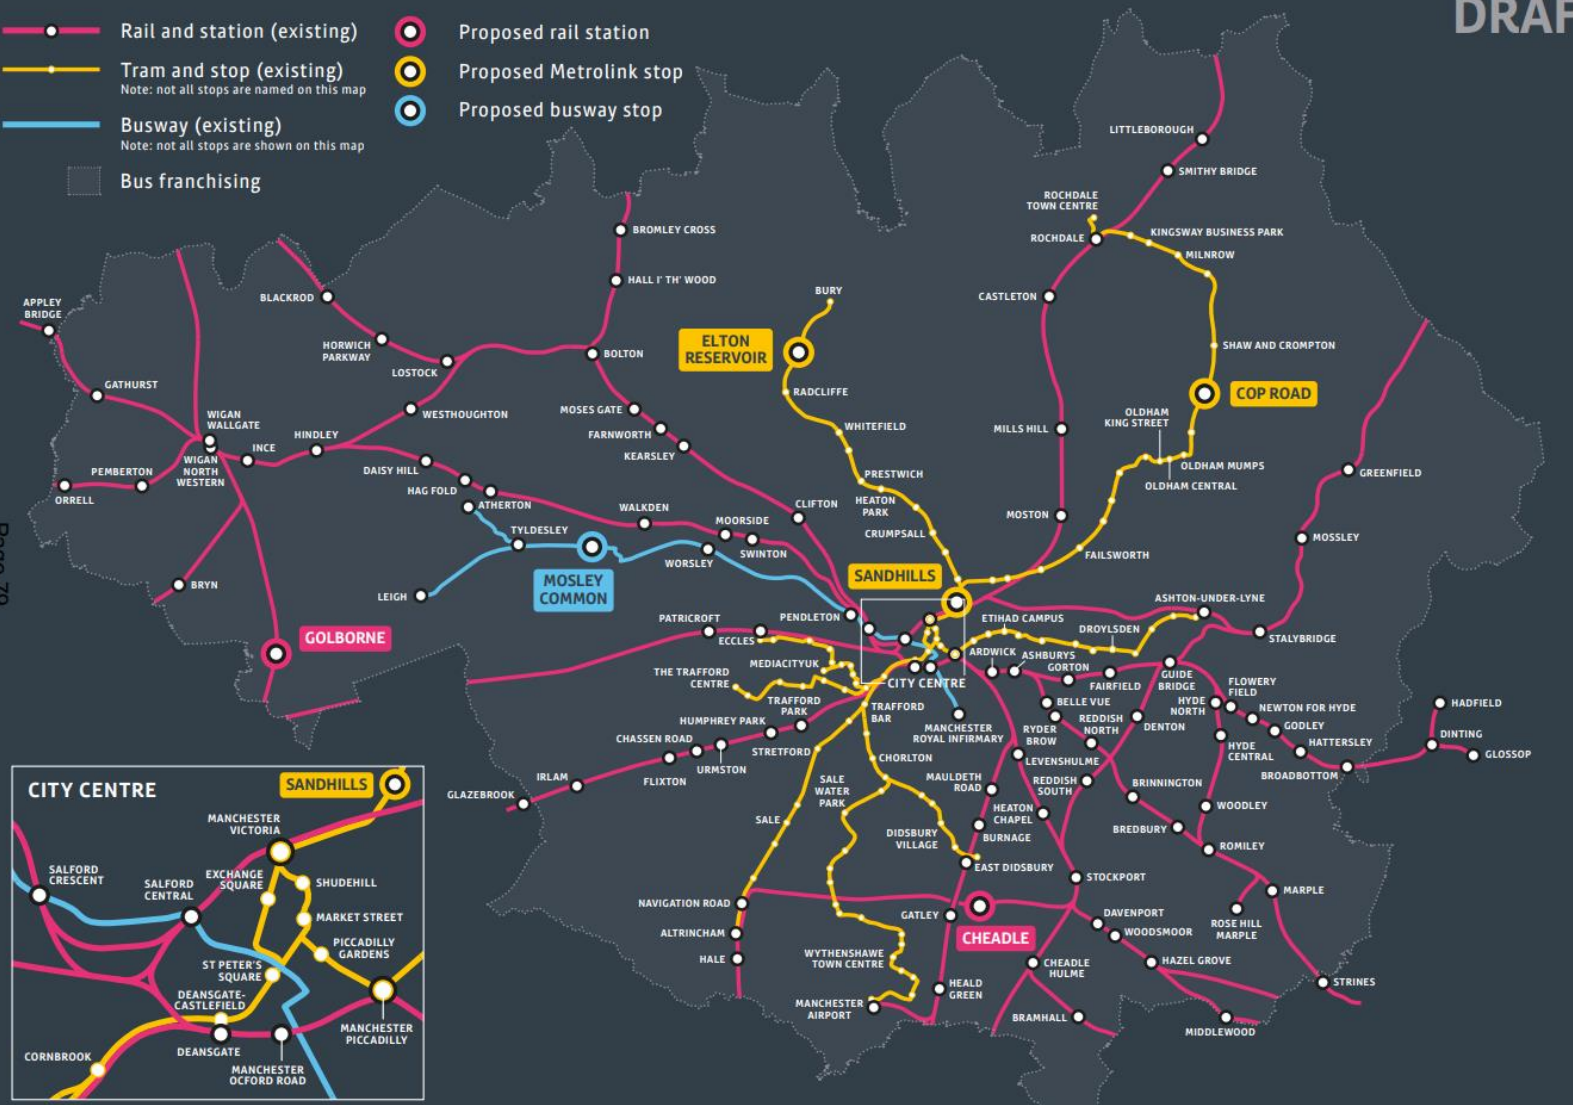 DRAF
Rail and station (existing)
Tram and stop (existing)
Note: not all stops are named on this map
Busway (existing)
Note: not all stops are shown on this map
Bus franchising
Proposed rail station
Proposed Metrolink stop
Proposed busway stop
LITTLEBOROUGH
SMITHY BRIDGE
ROCHDALE
TOWN CENTRE
ROCHDALE
KINGSWAY BUSINESS PARK
MILNROW
BROMLEY CROSS
HALL I' TH' WOOD
BLACKROD
APPLEY
BRIDGE
HORWICH
PARKWAY
LOSTOCK
BOLTON
BURY
ELTON
RESERVOIR
CASTLETON
SHAW AND CROMPTON
COP ROAD
GATHURST
WESTHOUGHTON
MOSES GATE
FARNWORTH
KEARSLEY
RADCLIFFE
WHITEFIELD
MILLS HILL
OLDHAM
KING STREET
OLDHAM MUMPS
OLDHAM CENTRAL
GREENFIELD
WIGAN
WALLGATE
WIGAN
NORTH
WESTERN
INCE
HINDLEY
PEMBERTON
ORRELL
DAISY HILL
HAG FOLD
ATHERTON
WALKDEN
MOORSIDE
SWINTON
CLIFTON
PRESTWICH
HEATON
PARK
CRUMPSALL
MOSTON
FAILSWORTH
MOSSLEY
TYLDESLEY
MOSLEY
COMMON
WORSLEY
LEIGH
BRYN
GOLBORNE
SANDHILLS
PENDLETON
PATRICROFT
ECCLES
MEDIACITYUK
THE TRAFFORD
CENTRE
TRAFFORD
PARK
CITY CENTRE
ETIHAD CAMPUS
DROYLSDEN
ASHTON-UNDER-LYNE
STALYBRIDGE
ARDWICK
ASHBURYS
GORTON
FAIRFIELD
GUIDE
BRIDGE
FLOWERY
FIELD
HYDE
NORTH
NEWTON FOR HYDE
GODLEY
HATTERSLEY
BROADBOTTOM
HADFIELD
DINTING
GLOSSOP
HYDE
CENTRAL
BELLE VUE
RYDER
BROW
REDDISH
NORTH
DENTON
TRAFFORD
BAR
MANCHESTER
ROYAL INFIRMARY
HUMPHREY PARK
STRETFORD
CHASSEN ROAD
URMSTON
FLIXTON
IRLAM
GLAZEBROOK
CHORLTON
LEVENSHULME
MAULDETH
ROAD
REDDISH
SOUTH
BRINNINGTON
WOODLEY
SALE
WATER
PARK
SALE
HEATON
CHAPEL
BURNAGE
DIDSBURY
VILLAGE
EAST DIDSBURY
BREDBURY
ROMILEY
STOCKPORT
MARPLE
ROSE HILL
MARPLE
NAVIGATION ROAD
ALTRINCHAM
HALE
GATLEY
CHEADLE
DAVENPORT
WOODSMOOR
HAZEL GROVE
WYTHENSHAWE
TOWN CENTRE
MANCHESTER
AIRPORT
HEALD
GREEN
CHEADLE
HULME
BRAMHALL
MIDDLEWOOD
STRINES
CITY CENTRE
SANDHILLS
MANCHESTER
VICTORIA
SALFORD
CRESCENT
SALFORD
CENTRAL
EXCHANGE
SQUARE
SHUDEHILL
MARKET STREET
PICCADILLY
GARDENS
ST PETER'S
SQUARE
DEANSGATE-
CASTLEFIELD
DEANSGATE
MANCHESTER
PICCADILLY
CORNBROOK
MANCHESTER
OCFORD ROAD